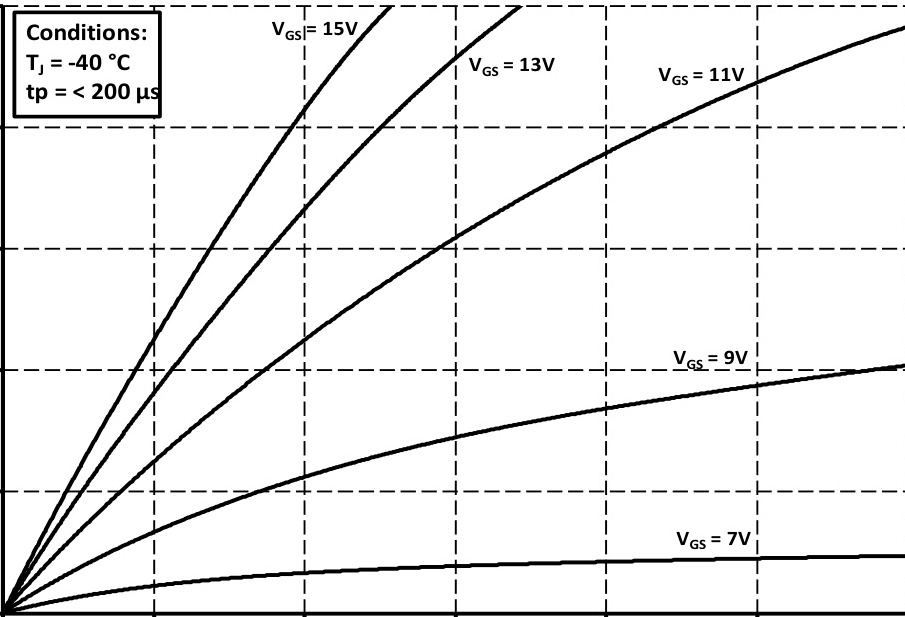 Conditions:
TJ = -40 °C
tp = < 200 µs
VGS = 15V
VGS = 13V
VGS = 11V
VGS = 9V
VGS = 7V